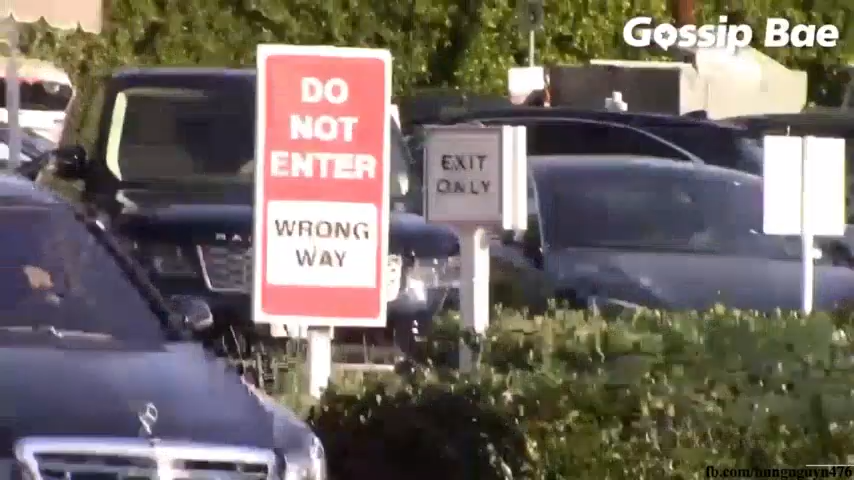 Gossip Bae
DO
NOT
ENTER
WRONG
WAY
EXIT
ONLY
fb.com/hungnguyn476